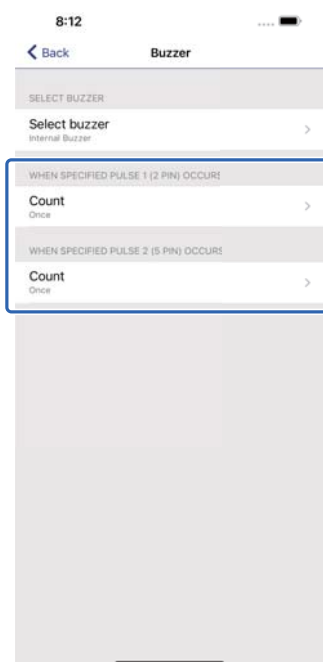 8:12
Back
Buzzer
SELECT BUZZER
Select buzzer
Internal Buzzer
WHEN SPECIFIED PULSE 1 (2 PIN) OCCURS
Count
Once
WHEN SPECIFIED PULSE 2 (5 PIN) OCCURS
Count
Once